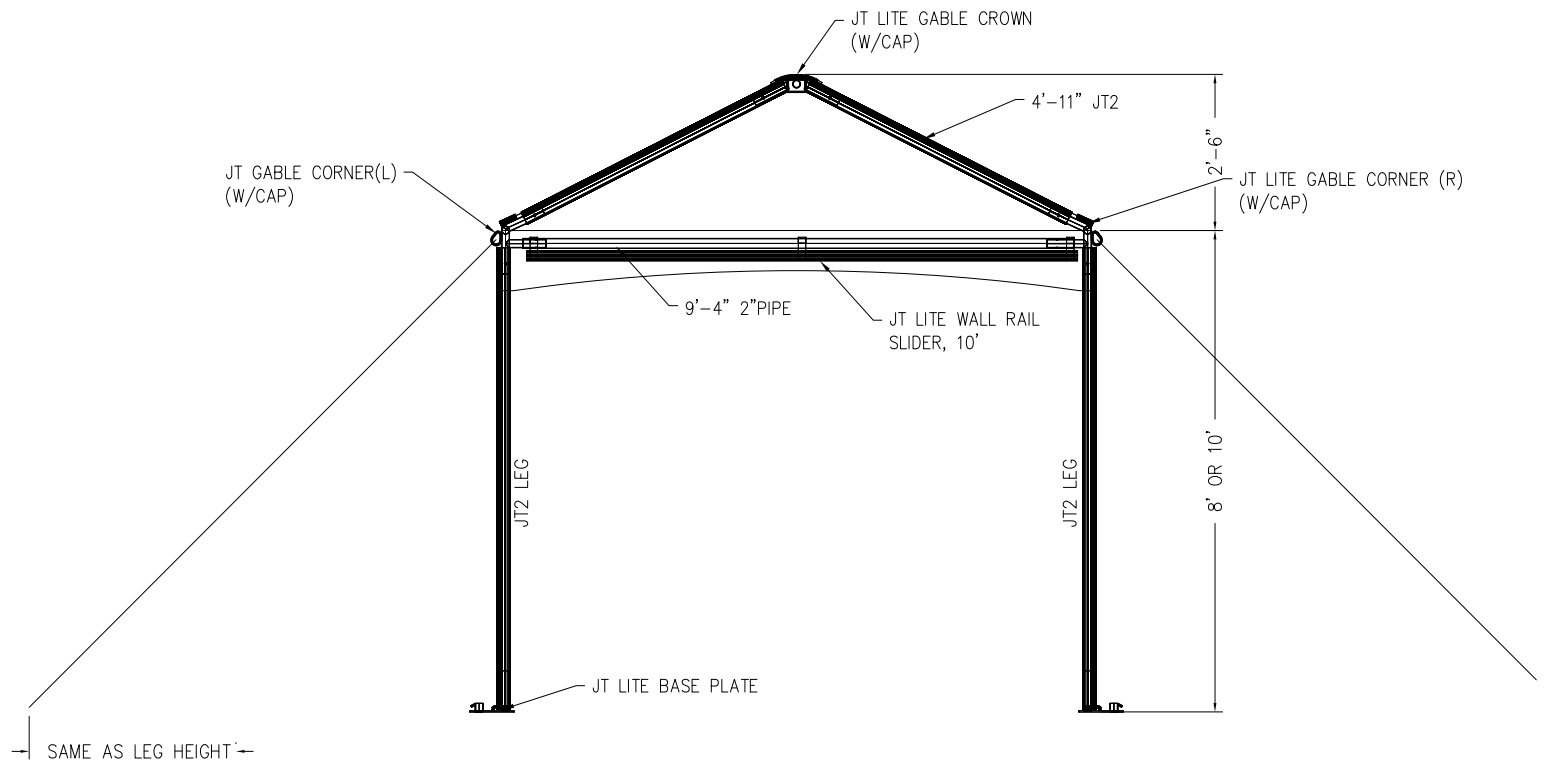 JT LITE GABLE CROWN
(W/CAP)
4'-11" JT2
2'-6"
JT GABLE CORNER(L)
(W/CAP)
JT LITE GABLE CORNER (R)
(W/CAP)
9'-4" 2"PIPE
JT LITE WALL RAIL
SLIDER, 10'
JT2 LEG
JT2 LEG
8' OR 10'
JT LITE BASE PLATE
SAME AS LEG HEIGHT